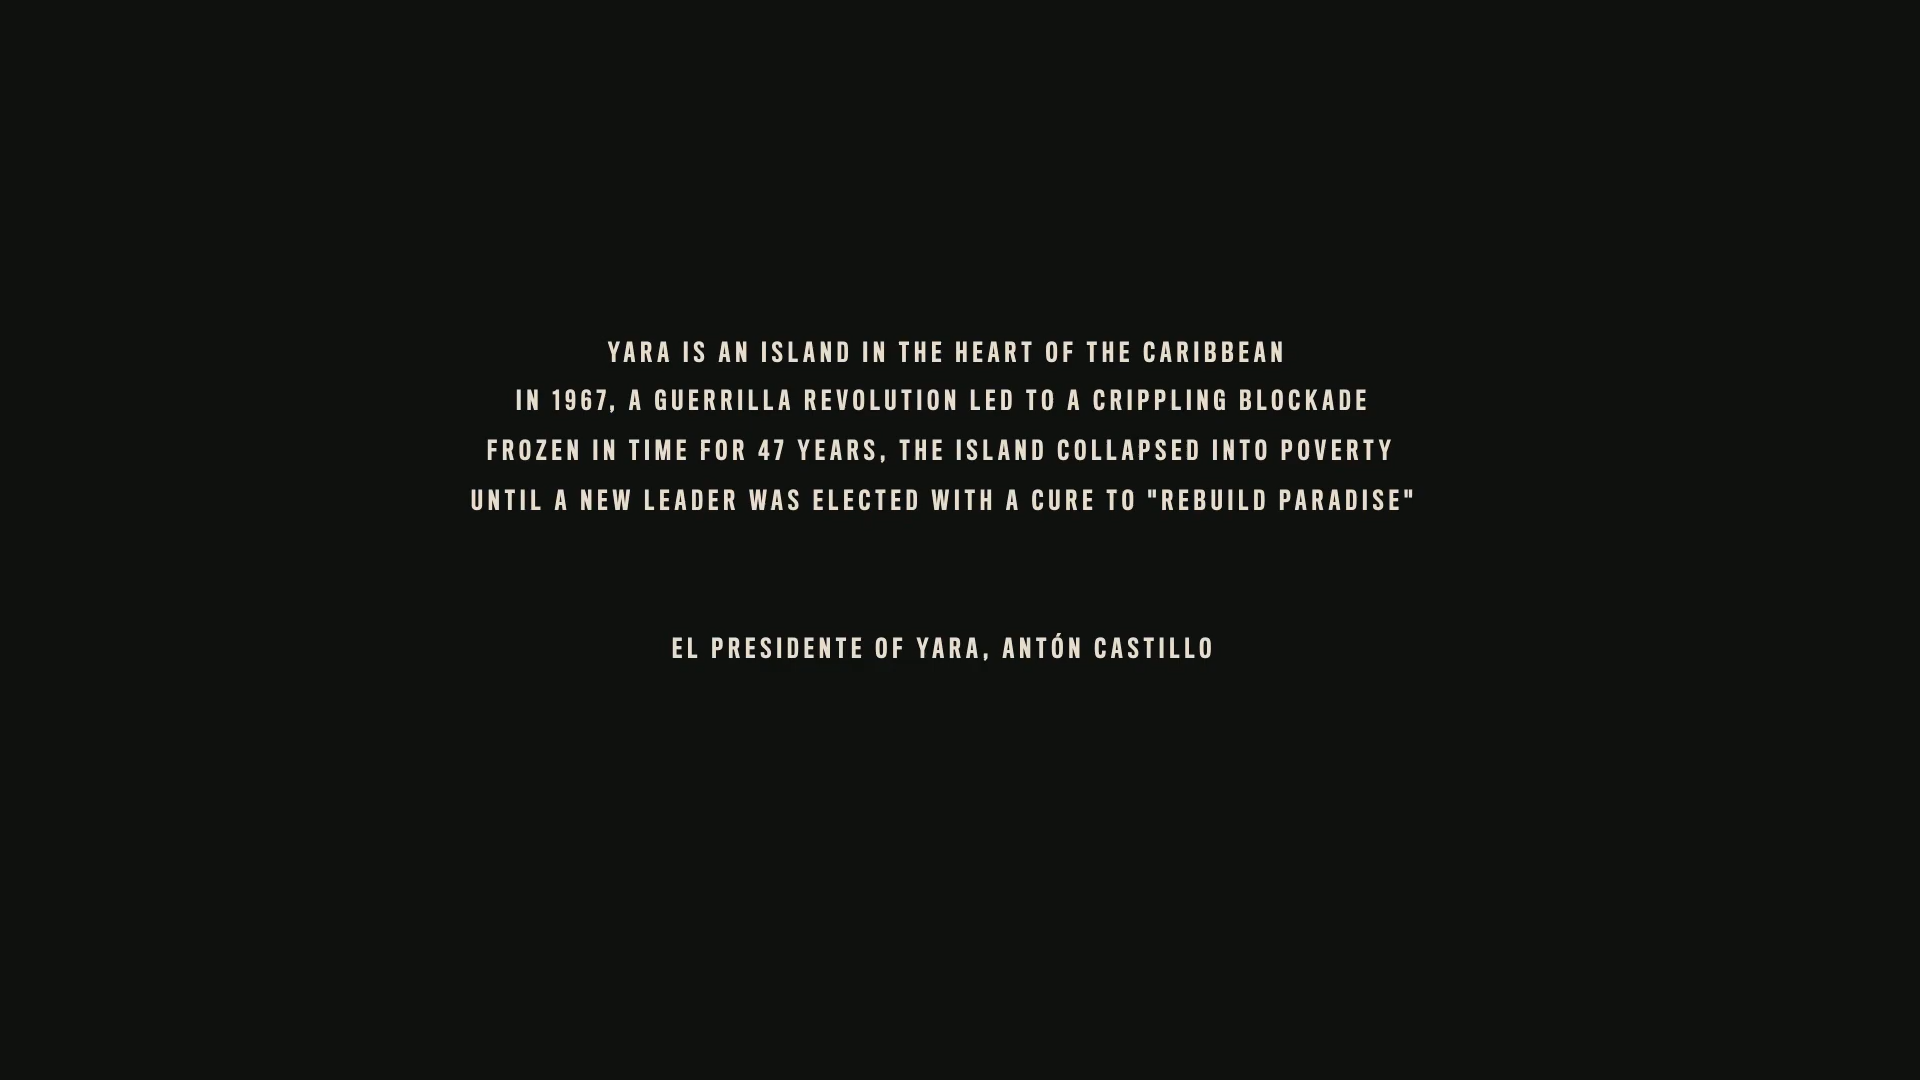 YARA IS AN ISLAND IN THE HEART OF THE CARIBBEAN
IN 1967, A GUERRILLA REVOLUTION LED TO A CRIPPLING BLOCKADE
FROZEN IN TIME FOR 47 YEARS, THE ISLAND COLLAPSED INTO POVERTY
UNTIL A NEW LEADER WAS ELECTED WITH A CURE TO "REBUILD PARADISE"
EL PRESIDENTE OF YARA, ANTÓN CASTILLO